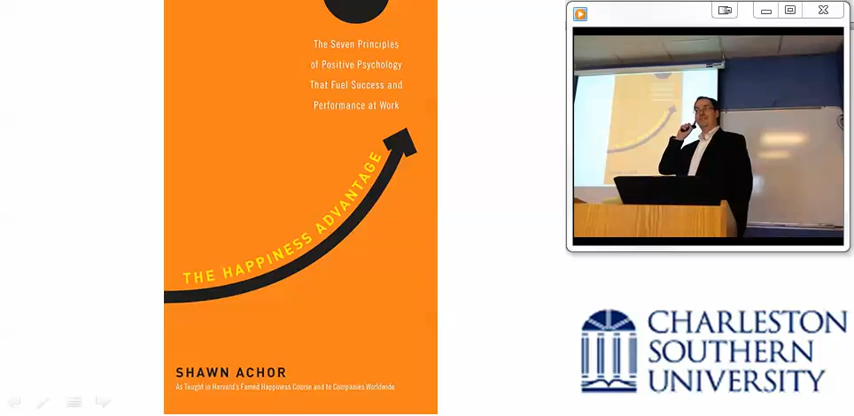 The Seven Principles
of Positive Psychology
That Fuel Success and
Performance at Work
THE HAPPINESS ADVANTAGE
SHAWN ACHOR
As Taught in Harvard's Famed Happiness Course and to Companies Worldwide
CHARLESTON
SOUTHERN
UNIVERSITY